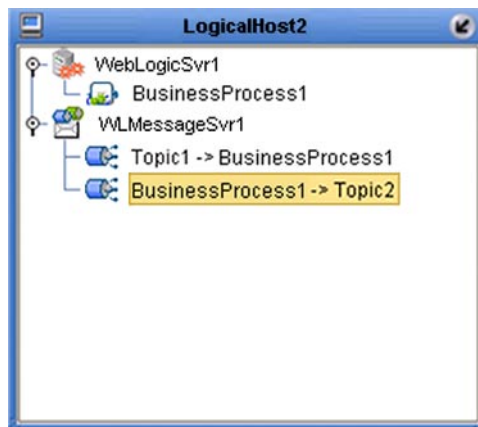 LogicalHost2
WebLogicSvr1
BusinessProcess1
WLMessageSvr1
Topic1 -> BusinessProcess1
BusinessProcess1 -> Topic2